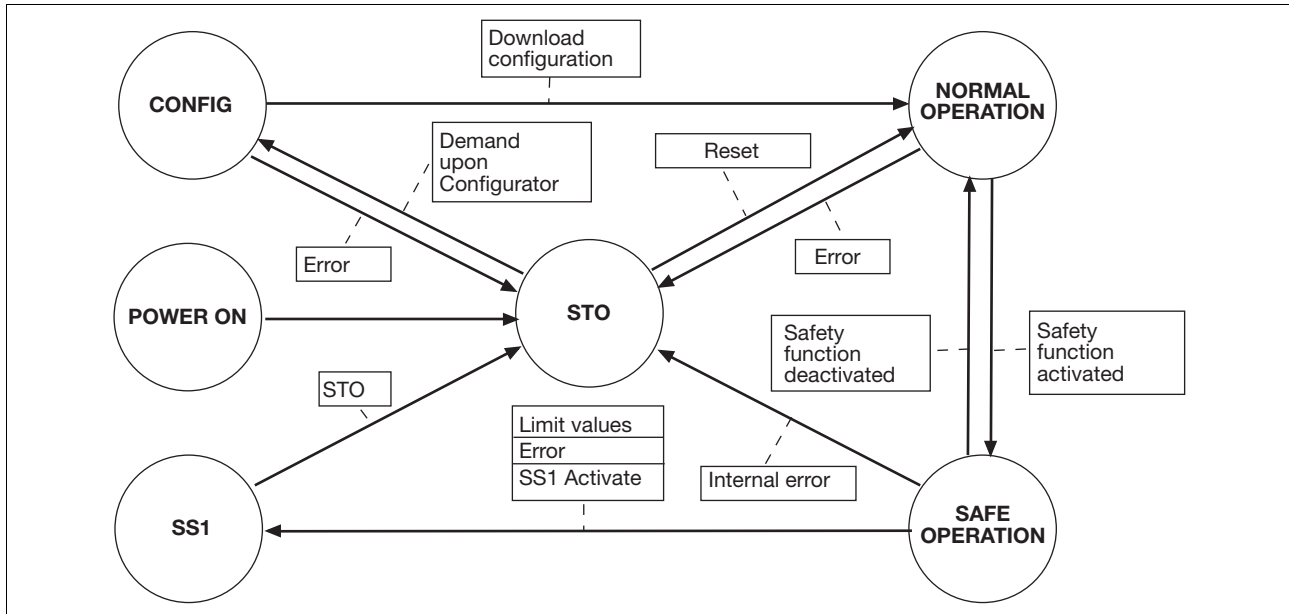 Download
configuration
CONFIG
NORMAL
OPERATION
Demand
upon
Configurator
Reset
Error
Error
POWER ON
STO
Safety
function
deactivated
Safety
function
activated
STO
Limit values
Error
SS1 Activate
Internal error
SS1
SAFE
OPERATION